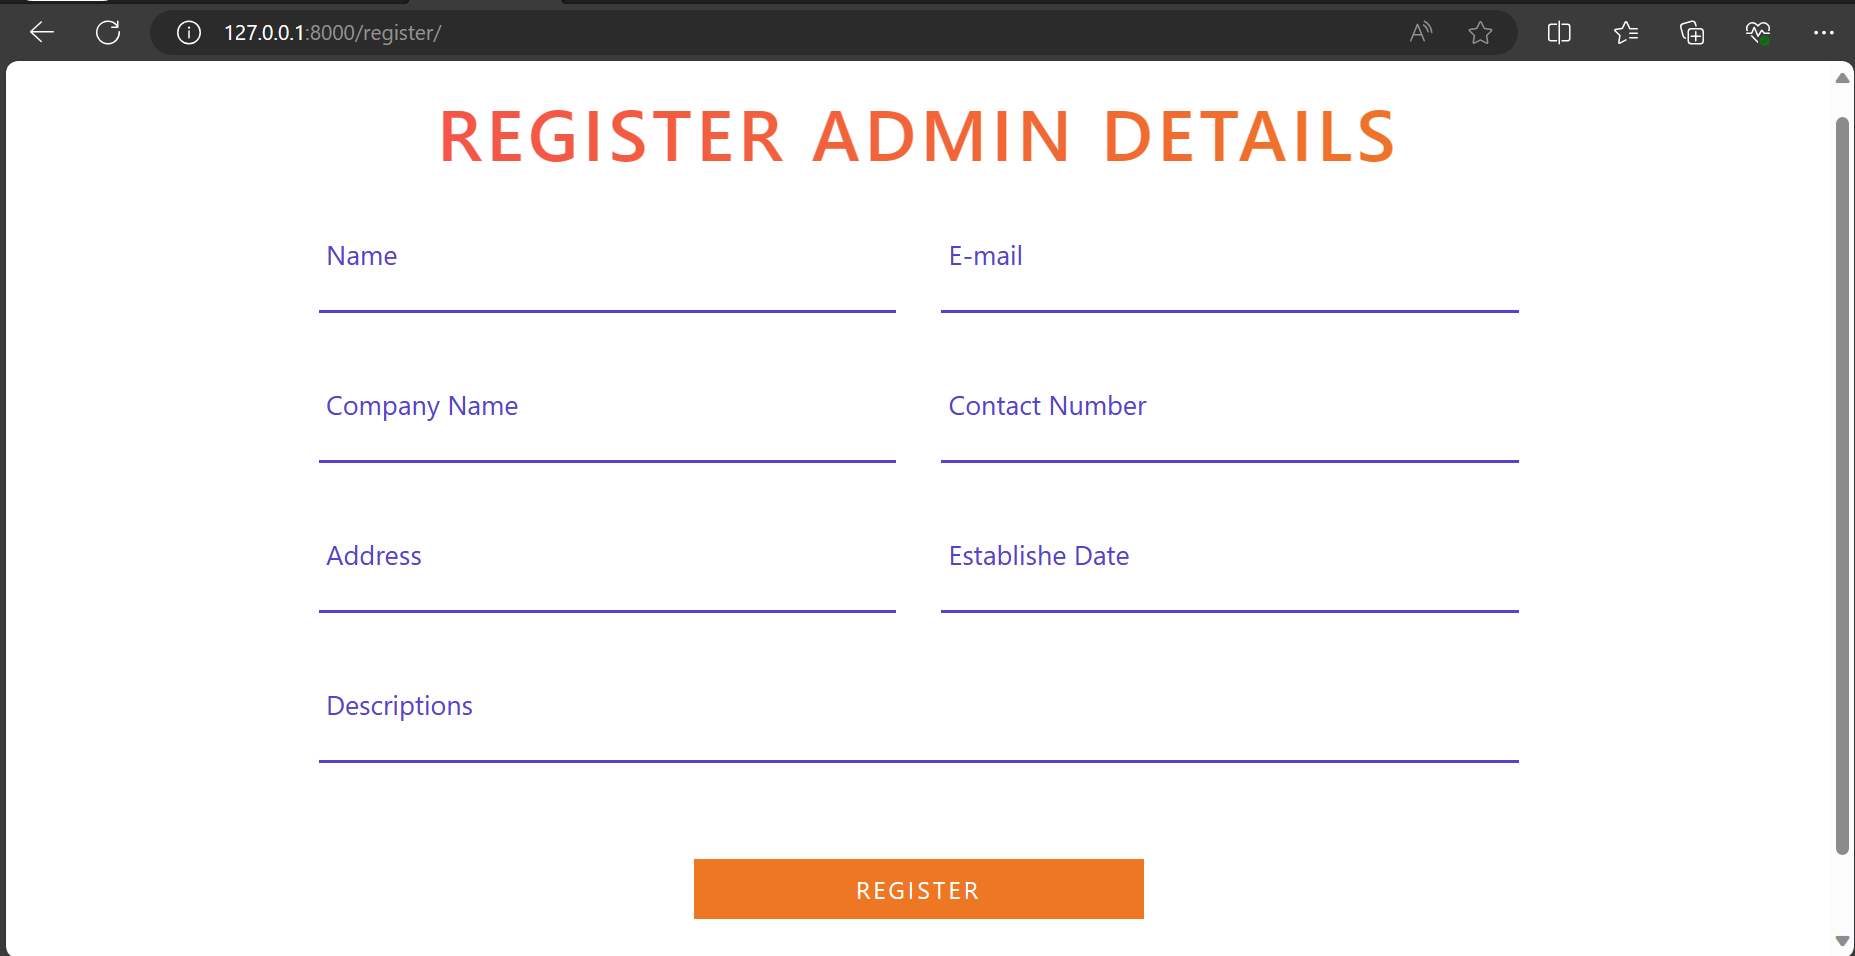 127.0.0.1:8000/register/
REGISTER ADMIN DETAILS
Name
E-mail
Company Name
Contact Number
Address
Establishe Date
Descriptions
REGISTER